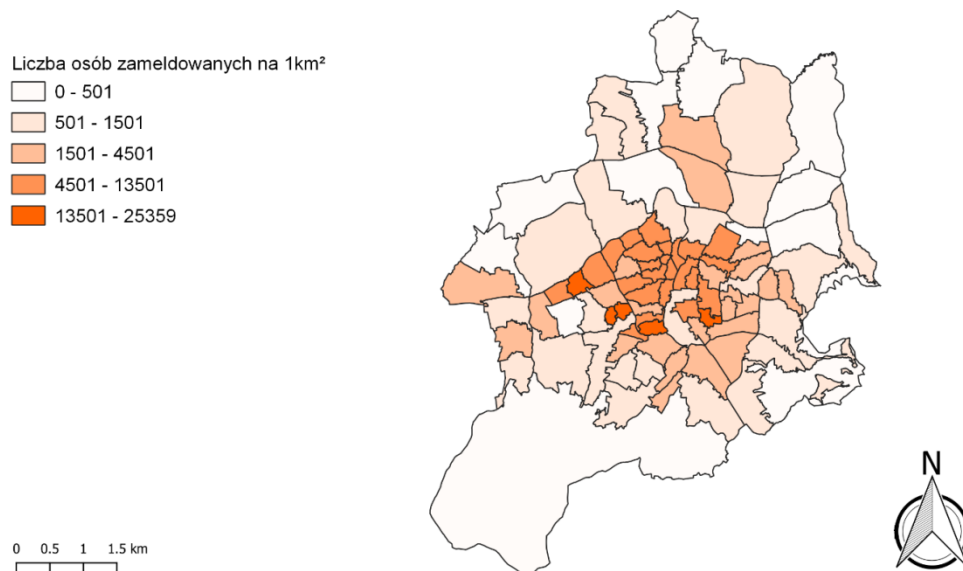 Liczba osób zameldowanych na 1km²
0 - 501
501 - 1501
1501 - 4501
4501 - 13501
13501 - 25359
N
0 0.5 1 1.5 km